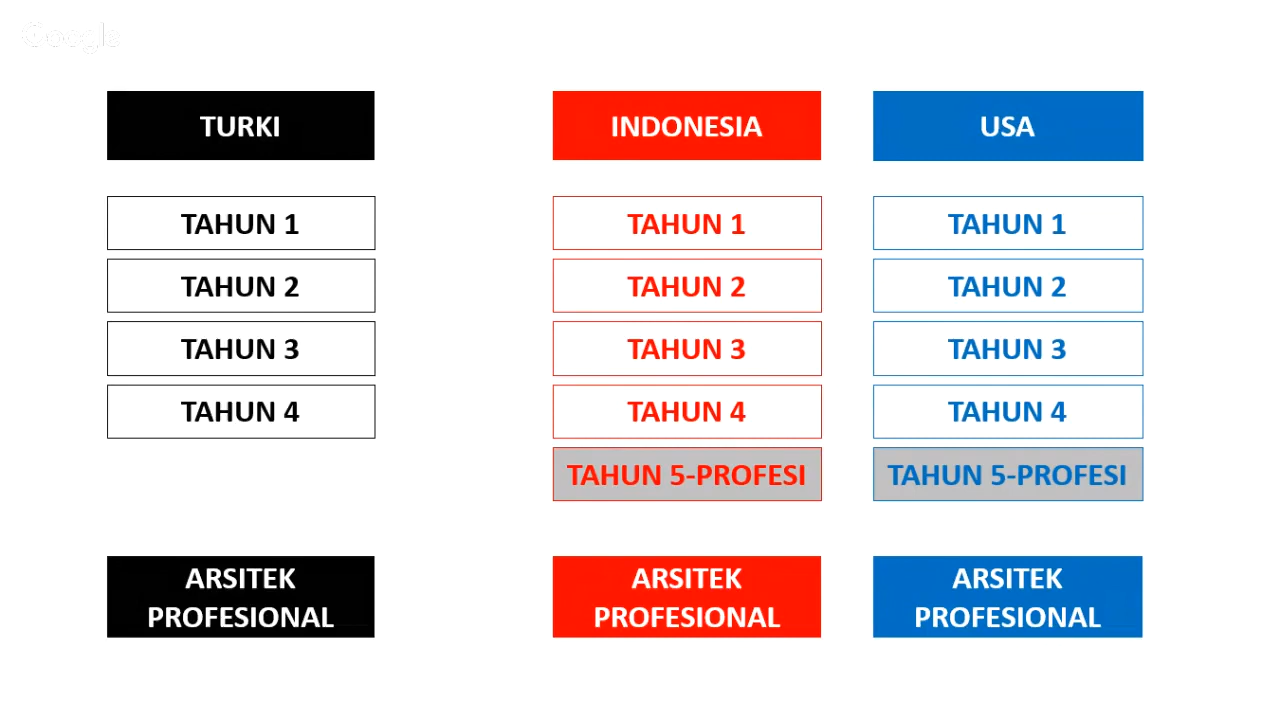 Google
TURKI
INDONESIA
USA
TAHUN 1
TAHUN 1
TAHUN 1
TAHUN 2
TAHUN 2
TAHUN 2
TAHUN 3
TAHUN 3
TAHUN 3
TAHUN 4
TAHUN 4
TAHUN 4
TAHUN 5-PROFESI
TAHUN 5-PROFESI
ARSITEK
PROFESIONAL
ARSITEK
PROFESIONAL
ARSITEK
PROFESIONAL